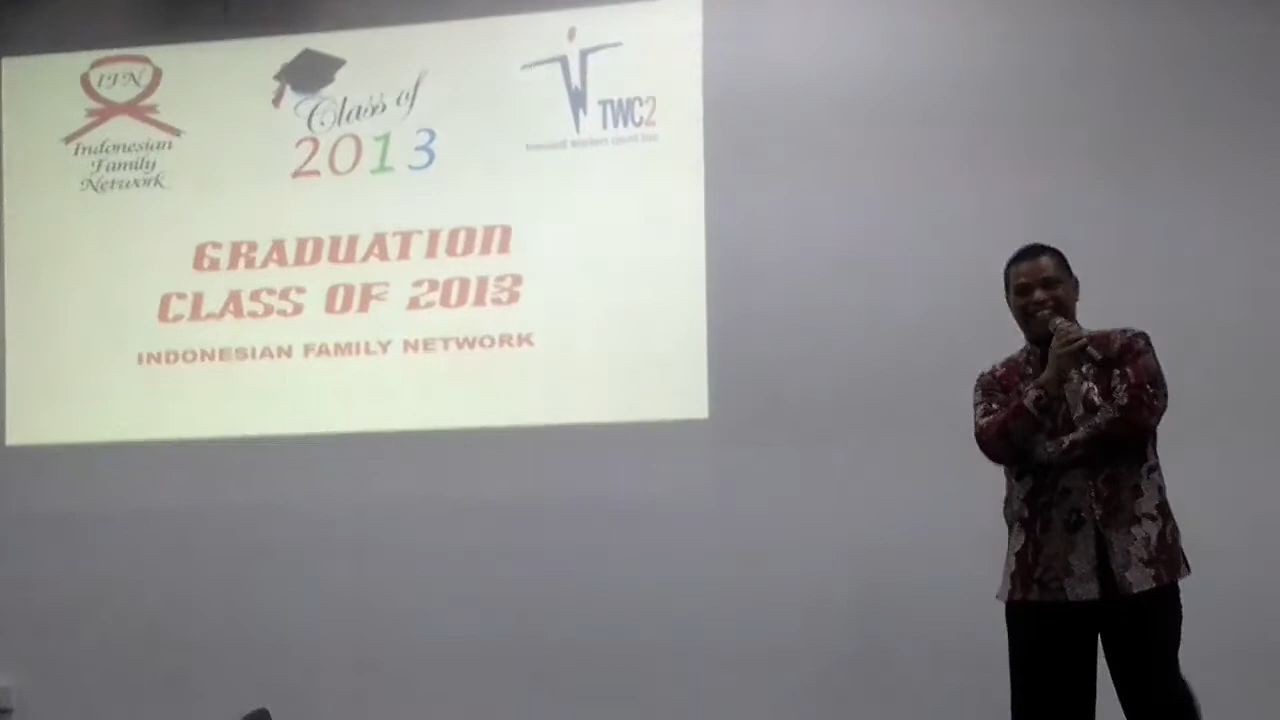 IFN
Indonesian
Family
Network
Class of
2013
TWC2
GRADUATION
CLASS OF 2013
INDONESIAN FAMILY NETWORK